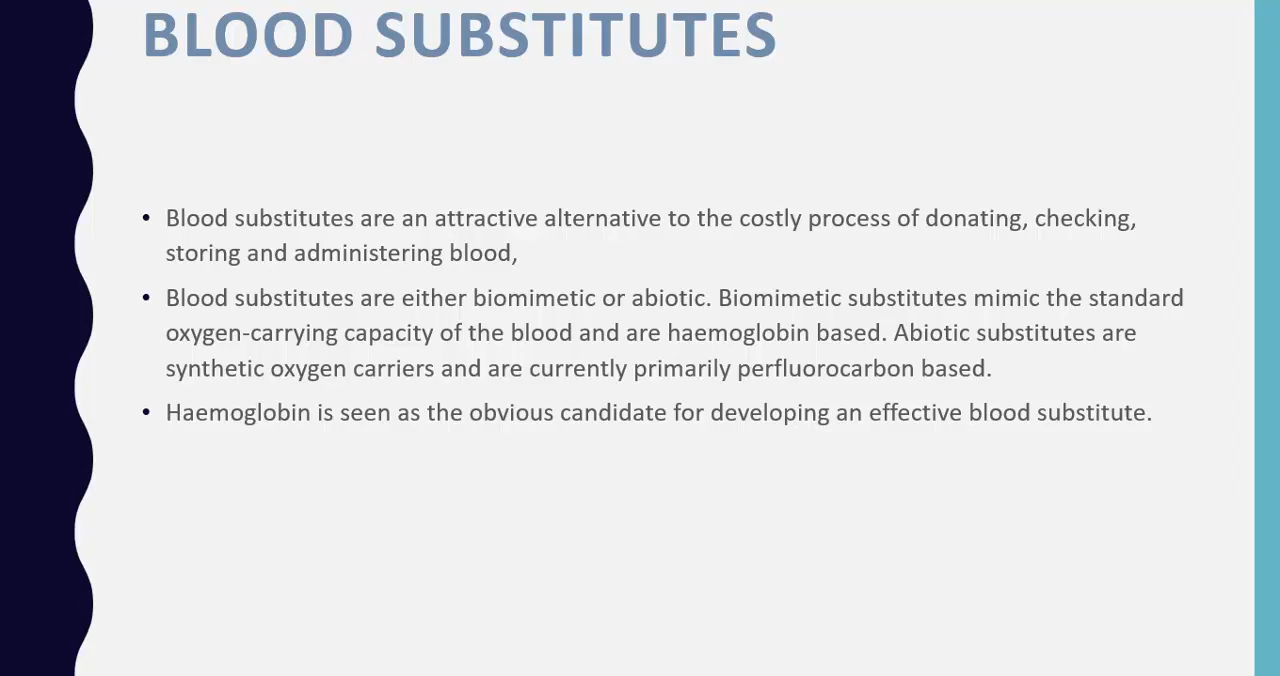 BLOOD SUBSTITUTES
• Blood substitutes are an attractive alternative to the costly process of donating, checking,
storing and administering blood,
• Blood substitutes are either biomimetic or abiotic. Biomimetic substitutes mimic the standard
oxygen-carrying capacity of the blood and are haemoglobin based. Abiotic substitutes are
synthetic oxygen carriers and are currently primarily perfluorocarbon based.
• Haemoglobin is seen as the obvious candidate for developing an effective blood substitute.